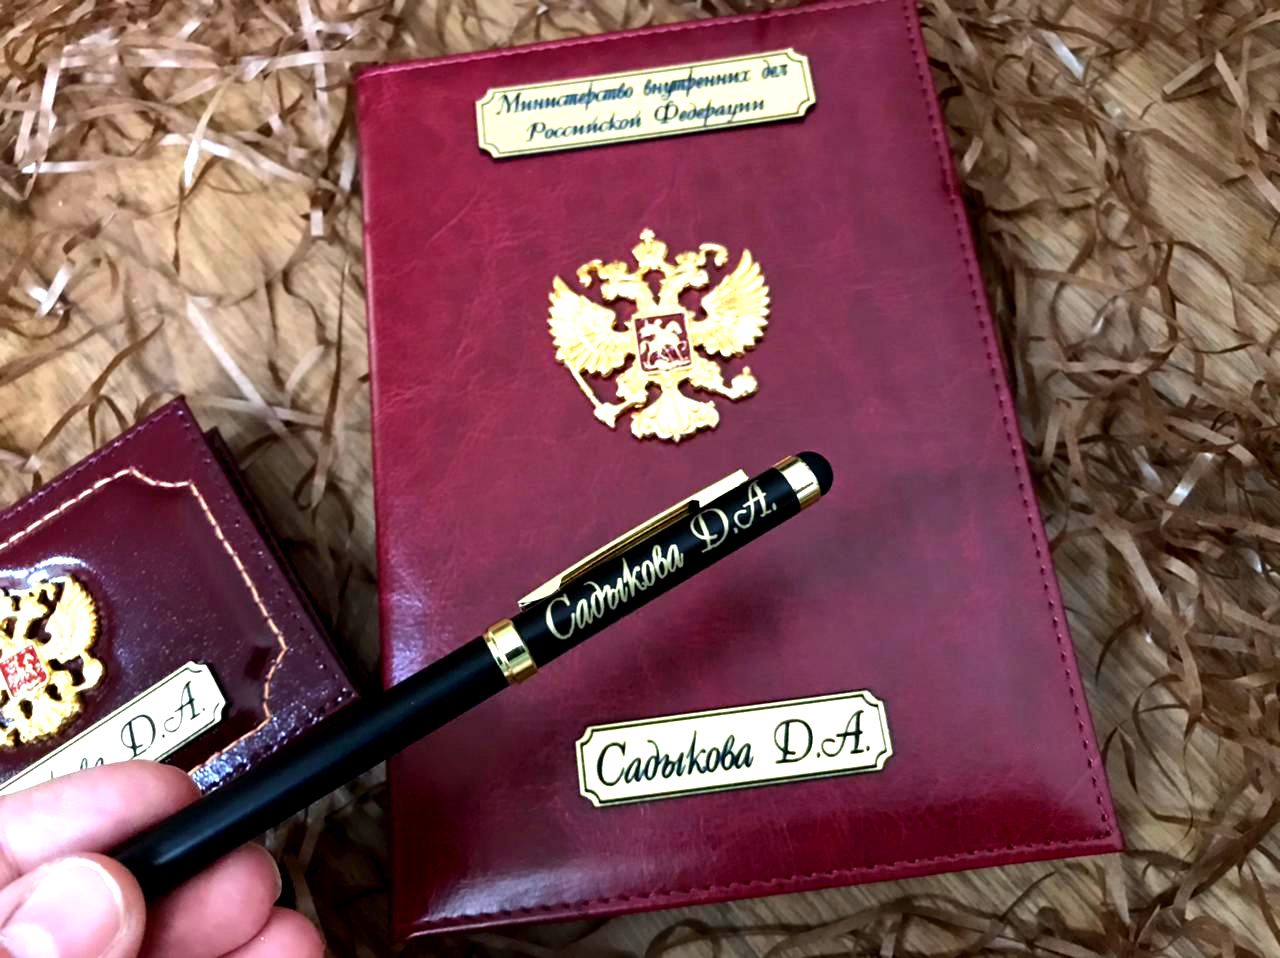 Министерство внутренних дел
Российской Федерации
Садыкова Д.А.
Садыкова Д.А.
Д.А.